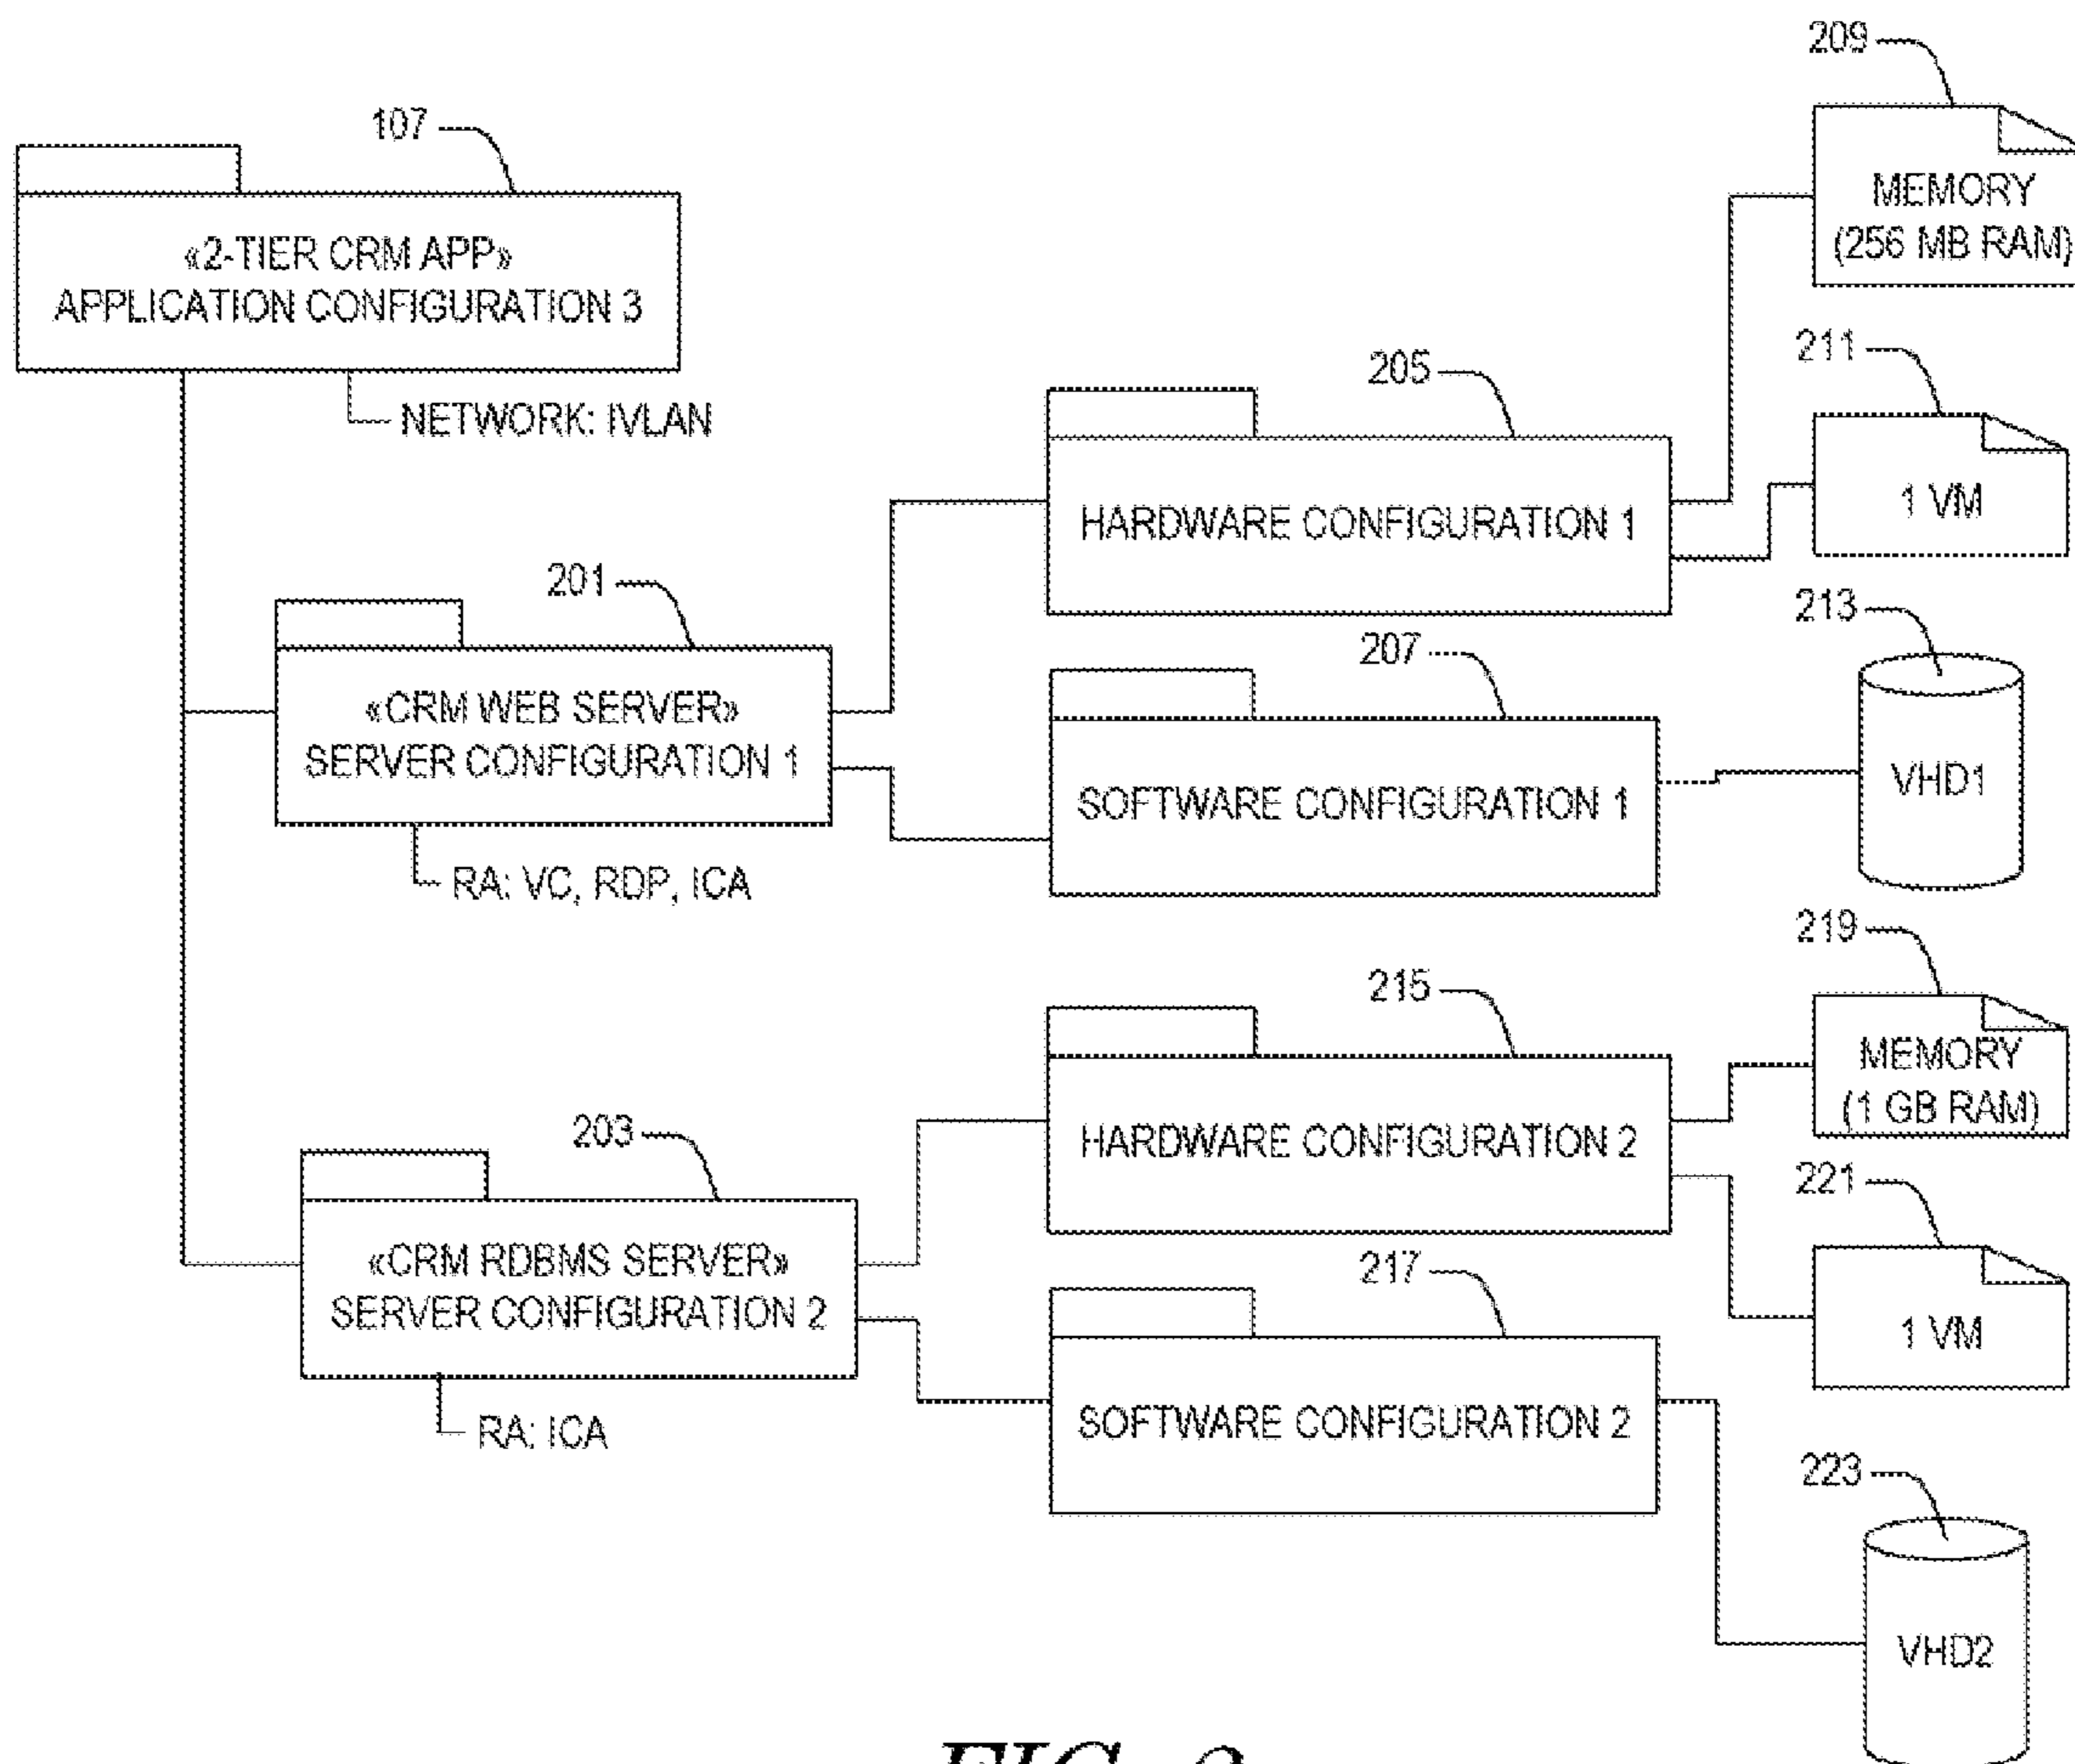 209
107
MEMORY
(256 MB RAM)
«2-TIER CRM APP»
APPLICATION CONFIGURATION 3
211
205
NETWORK: IVLAN
1 VM
HARDWARE CONFIGURATION 1
201
213
207
«CRM WEB SERVER»
SERVER CONFIGURATION 1
VHD1
SOFTWARE CONFIGURATION 1
RA: VC, RDP, ICA
219
215
MEMORY
(1 GB RAM)
203
HARDWARE CONFIGURATION 2
221
«CRM RDBMS SERVER»
SERVER CONFIGURATION 2
217
1 VM
SOFTWARE CONFIGURATION 2
RA: ICA
223
VHD2